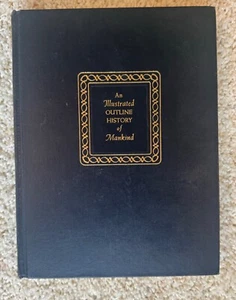 An
Illustrated
OUTLINE
HISTORY
of
Mankind